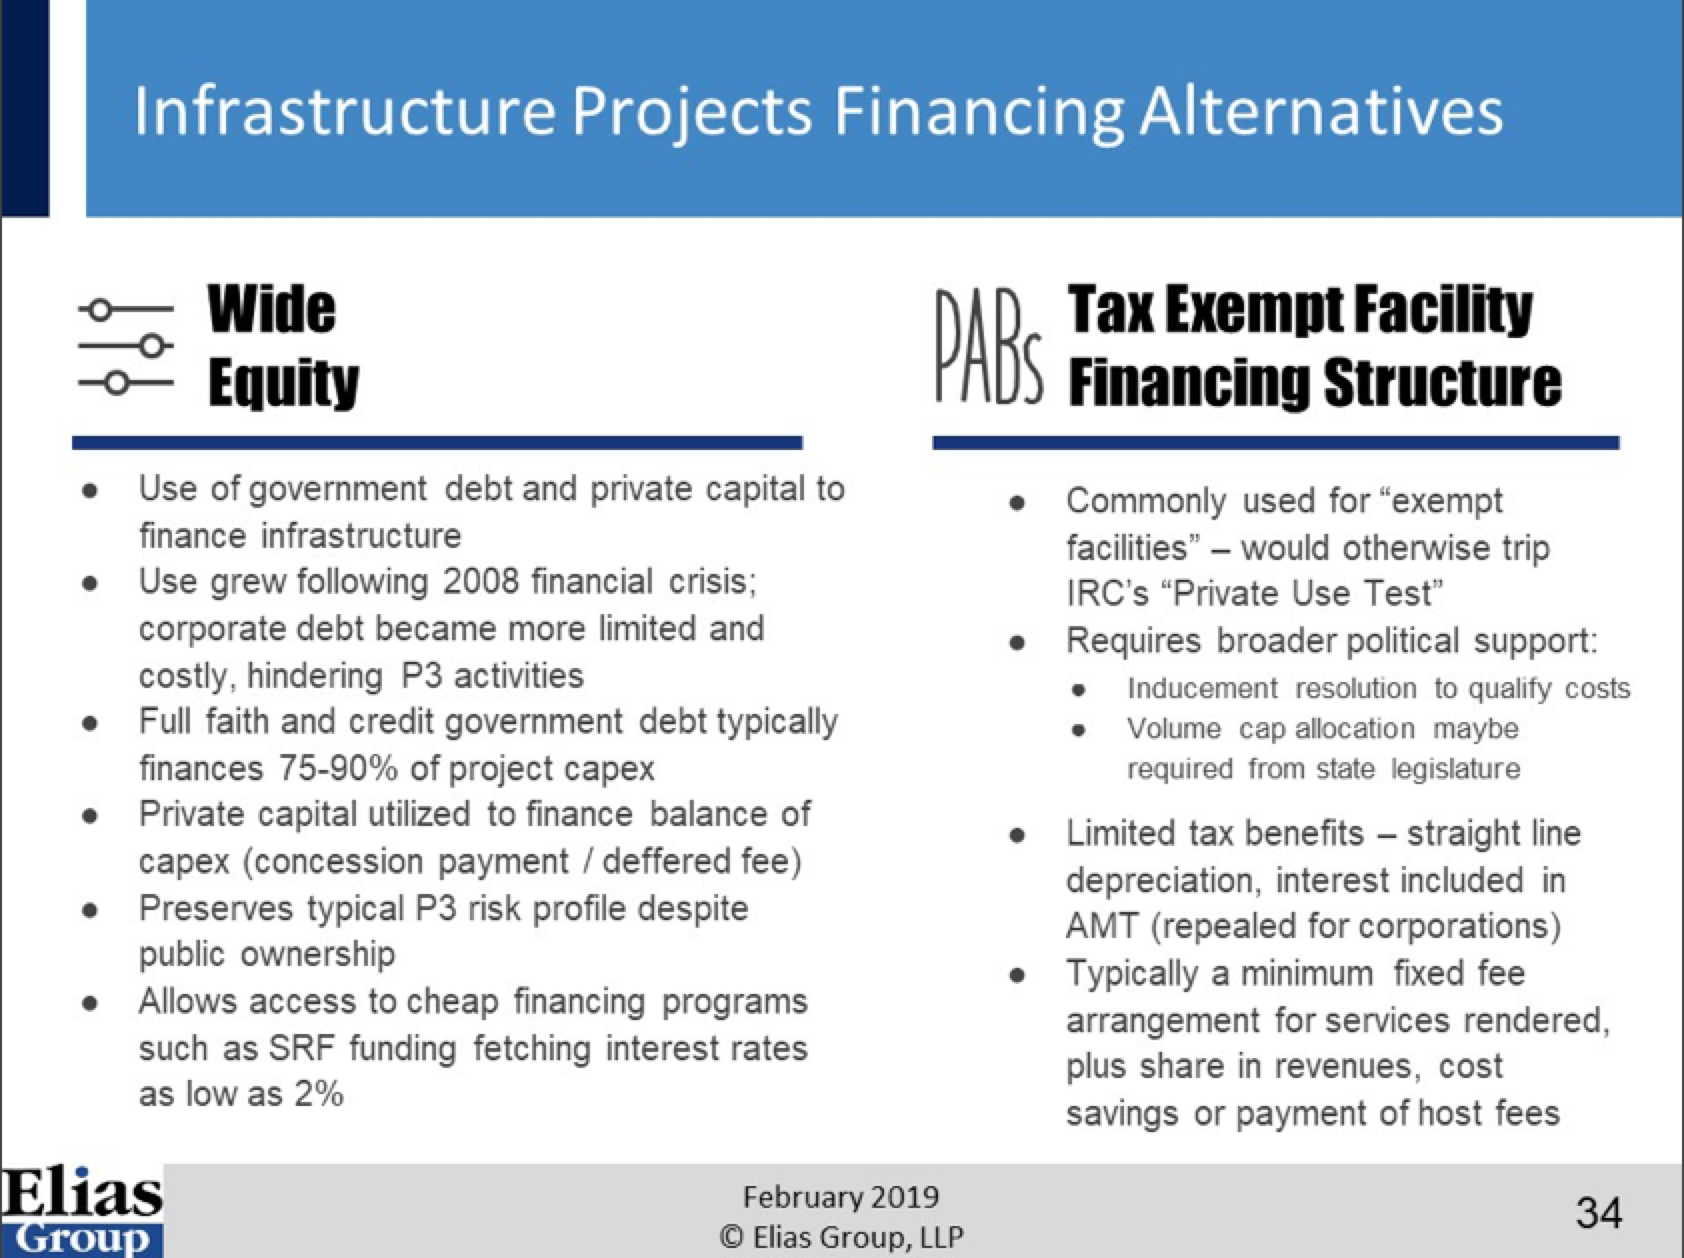 Infrastructure Projects Financing Alternatives
Wide
Equity
● Use of government debt and private capital to
finance infrastructure
● Use grew following 2008 financial crisis;
corporate debt became more limited and
costly, hindering P3 activities
● Full faith and credit government debt typically
finances 75-90% of project capex
● Private capital utilized to finance balance of
capex (concession payment / deffered fee)
● Preserves typical P3 risk profile despite
public ownership
● Allows access to cheap financing programs
such as SRF funding fetching interest rates
as low as 2%
PABs
Tax Exempt Facility
Financing Structure
● Commonly used for “exempt
facilities” – would otherwise trip
IRC’s “Private Use Test”
● Requires broader political support:
● Inducement resolution to qualify costs
● Volume cap allocation maybe
required from state legislature
● Limited tax benefits – straight line
depreciation, interest included in
AMT (repealed for corporations)
● Typically a minimum fixed fee
arrangement for services rendered,
plus share in revenues, cost
savings or payment of host fees
Elias
Group
February 2019
© Elias Group, LLP
34